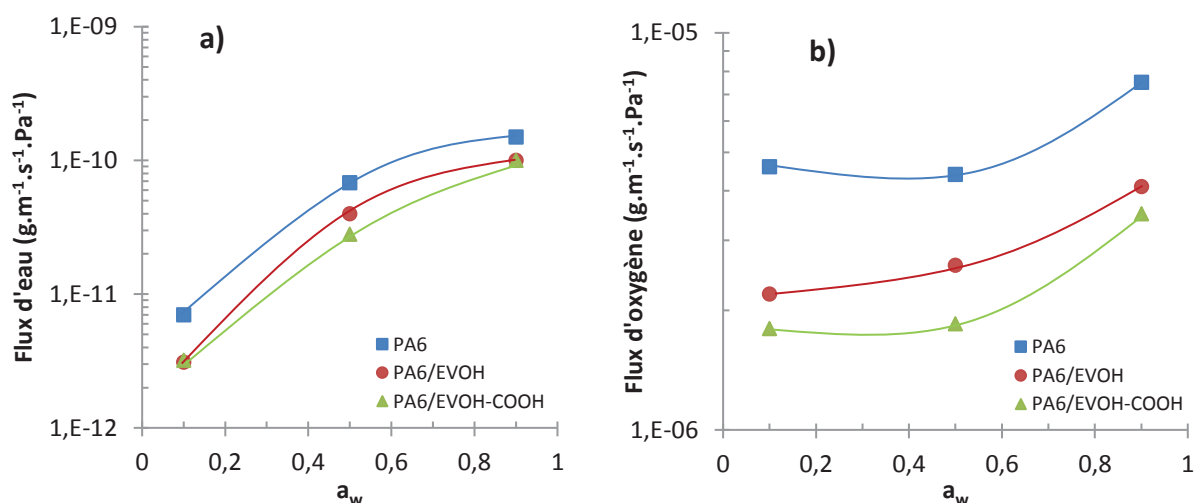 a)
Flux d'eau (g.m⁻¹.s⁻¹.Pa⁻¹)
1,E-09
1,E-10
1,E-11
1,E-12
PA6
PA6/EVOH
PA6/EVOH-COOH
0 0,2 0,4 0,6 0,8 1
a_w
b)
Flux d'oxygène (g.m⁻¹.s⁻¹.Pa⁻¹)
1,E-05
1,E-06
PA6
PA6/EVOH
PA6/EVOH-COOH
0 0,2 0,4 0,6 0,8 1
a_w